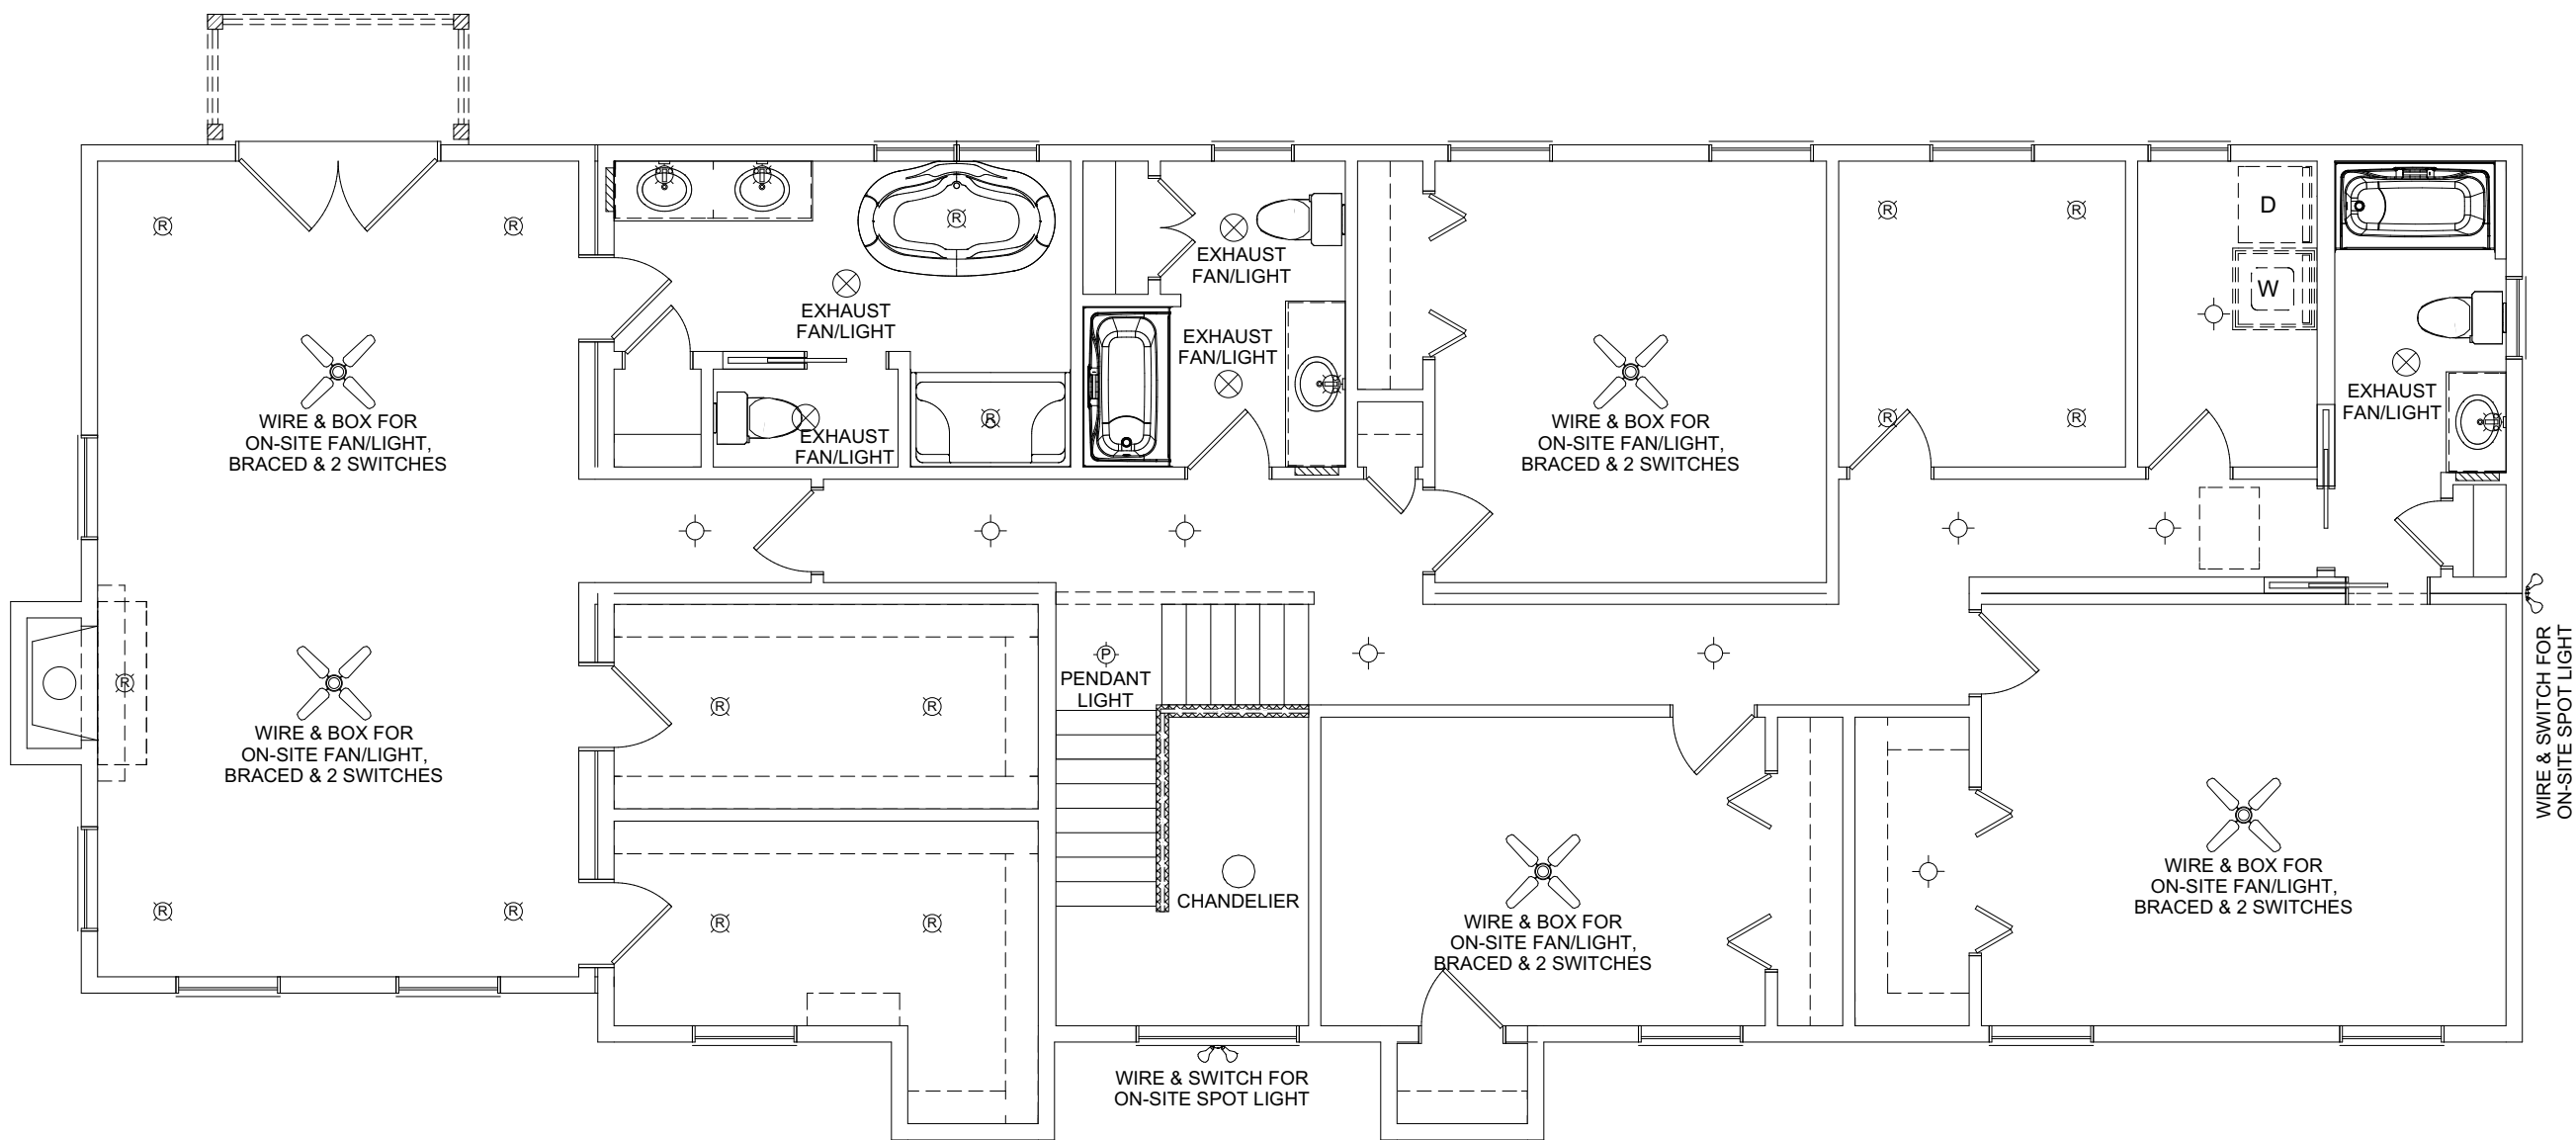 R
R
R
EXHAUST
FAN/LIGHT
R
R
D
W
EXHAUST
FAN/LIGHT
EXHAUST
FAN/LIGHT
EXHAUST
FAN/LIGHT
WIRE & BOX FOR
ON-SITE FAN/LIGHT,
BRACED & 2 SWITCHES
EXHAUST
FAN/LIGHT
R
WIRE & BOX FOR
ON-SITE FAN/LIGHT,
BRACED & 2 SWITCHES
R
R
R
WIRE & BOX FOR
ON-SITE FAN/LIGHT,
BRACED & 2 SWITCHES
R
R
P
PENDANT
LIGHT
WIRE & SWITCH FOR
ON-SITE SPOT LIGHT
R
R
R
R
CHANDELIER
WIRE & BOX FOR
ON-SITE FAN/LIGHT,
BRACED & 2 SWITCHES
WIRE & BOX FOR
ON-SITE FAN/LIGHT,
BRACED & 2 SWITCHES
WIRE & SWITCH FOR
ON-SITE SPOT LIGHT